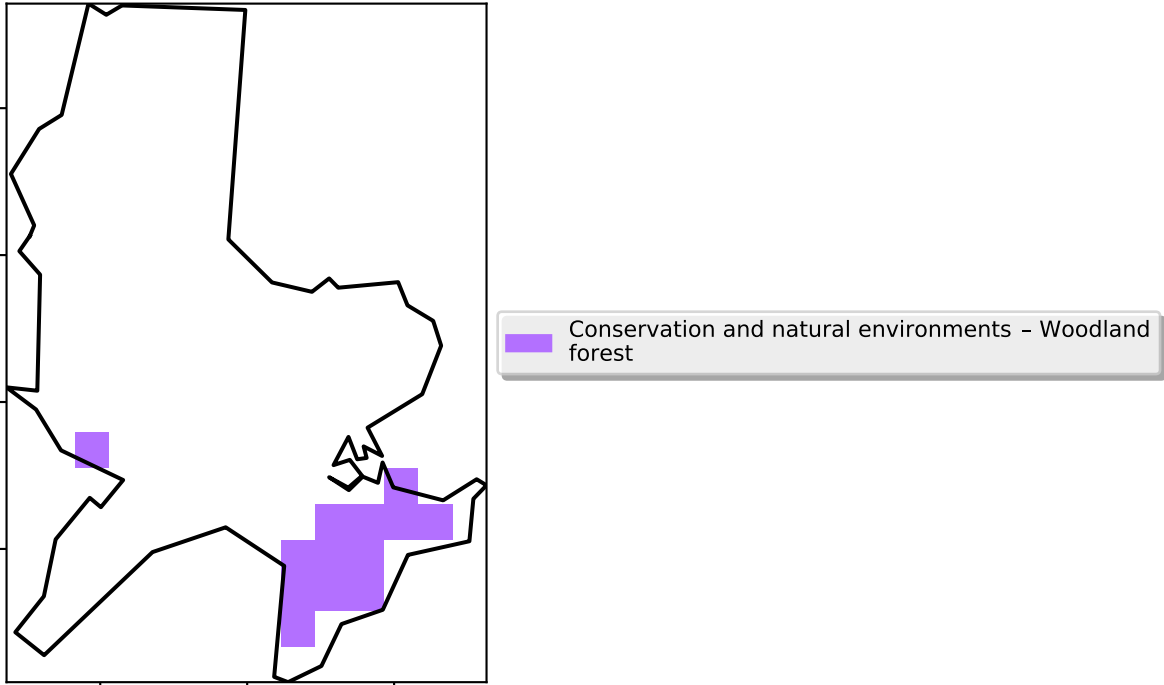 Conservation and natural environments – Woodland
forest